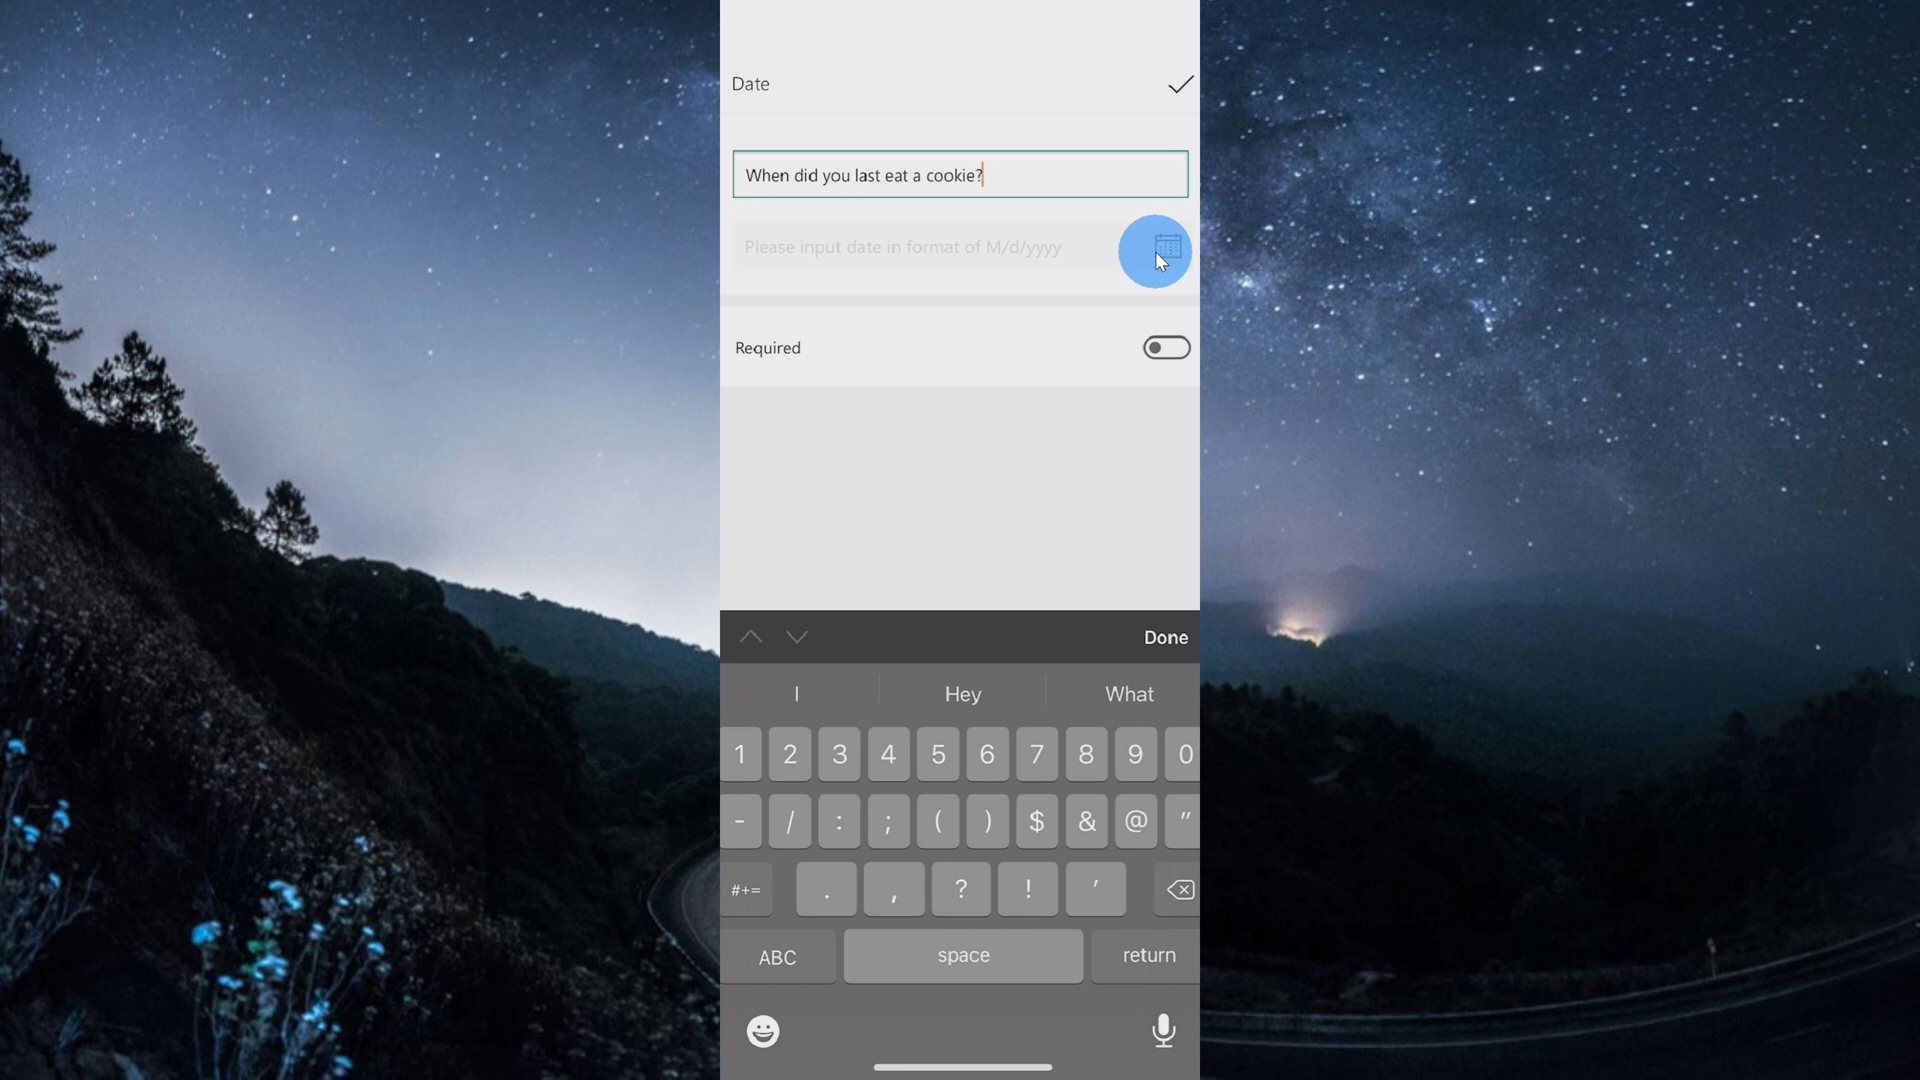 Date
When did you last eat a cookie?
Please input date in format of M/d/yyyy
Required
Done
I Hey What
1 2 3 4 5 6 7 8 9 0
- / : ; ( ) $ & @ "
#+= . , ? ! '
ABC space return